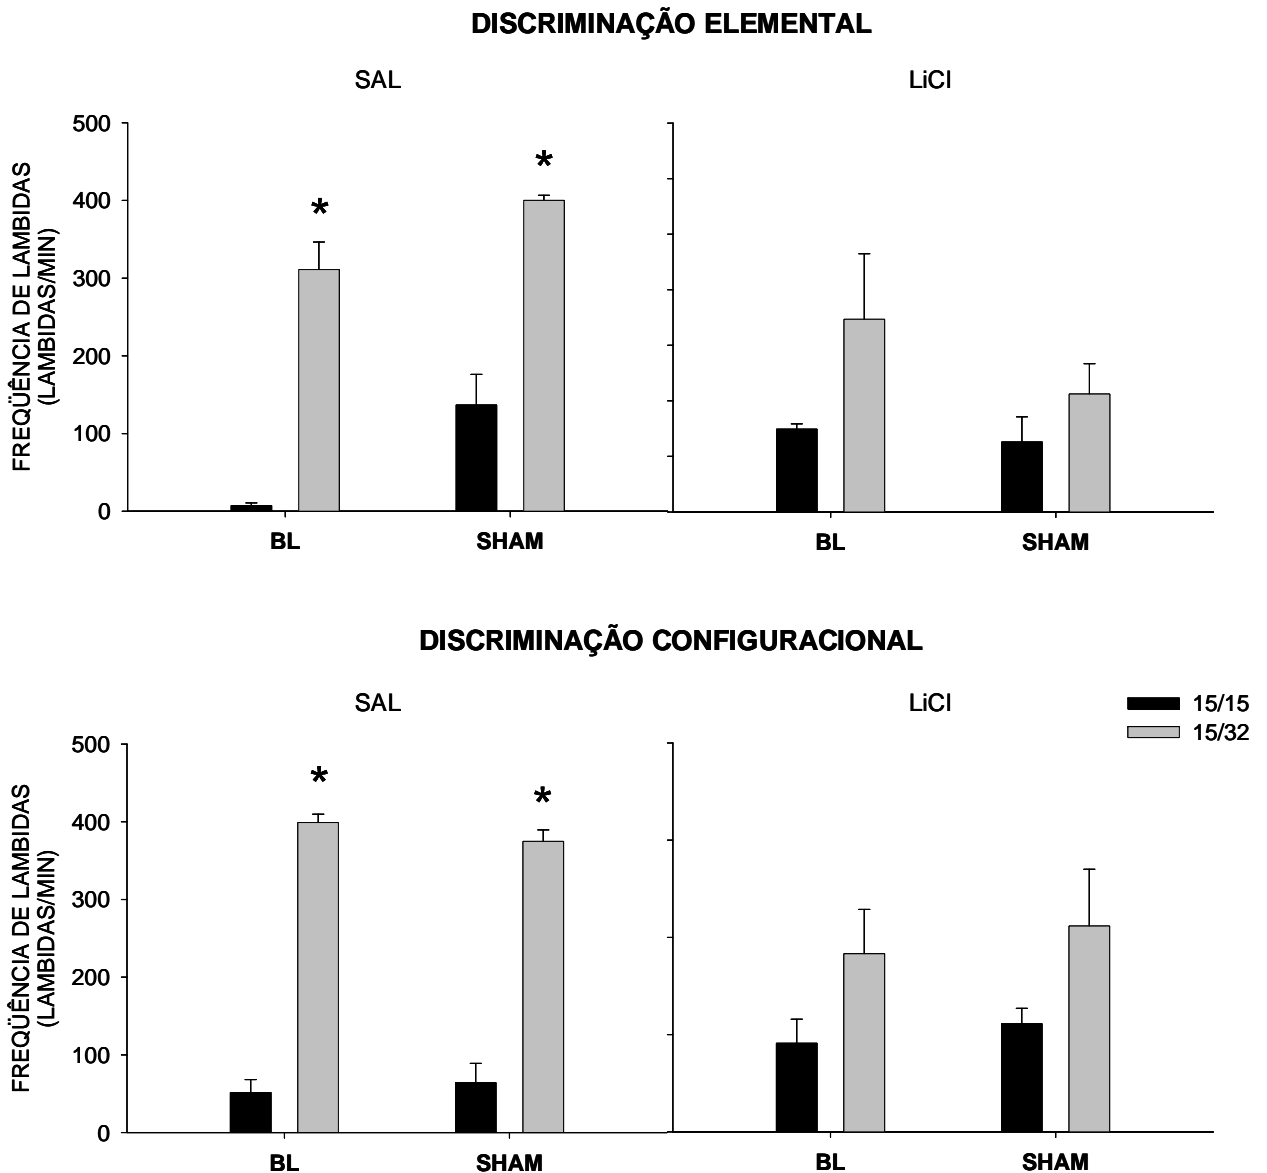 DISCRIMINAÇÃO ELEMENTAL
SAL
LiCl
FREQÜÊNCIA DE LAMBIDAS
(LAMBIDAS/MIN)
500
*
*
400
300
200
100
0
BL
SHAM
BL
SHAM
DISCRIMINAÇÃO CONFIGURACIONAL
SAL
LiCl
15/15
15/32
FREQÜÊNCIA DE LAMBIDAS
(LAMBIDAS/MIN)
500
*
*
400
300
200
100
0
BL
SHAM
BL
SHAM